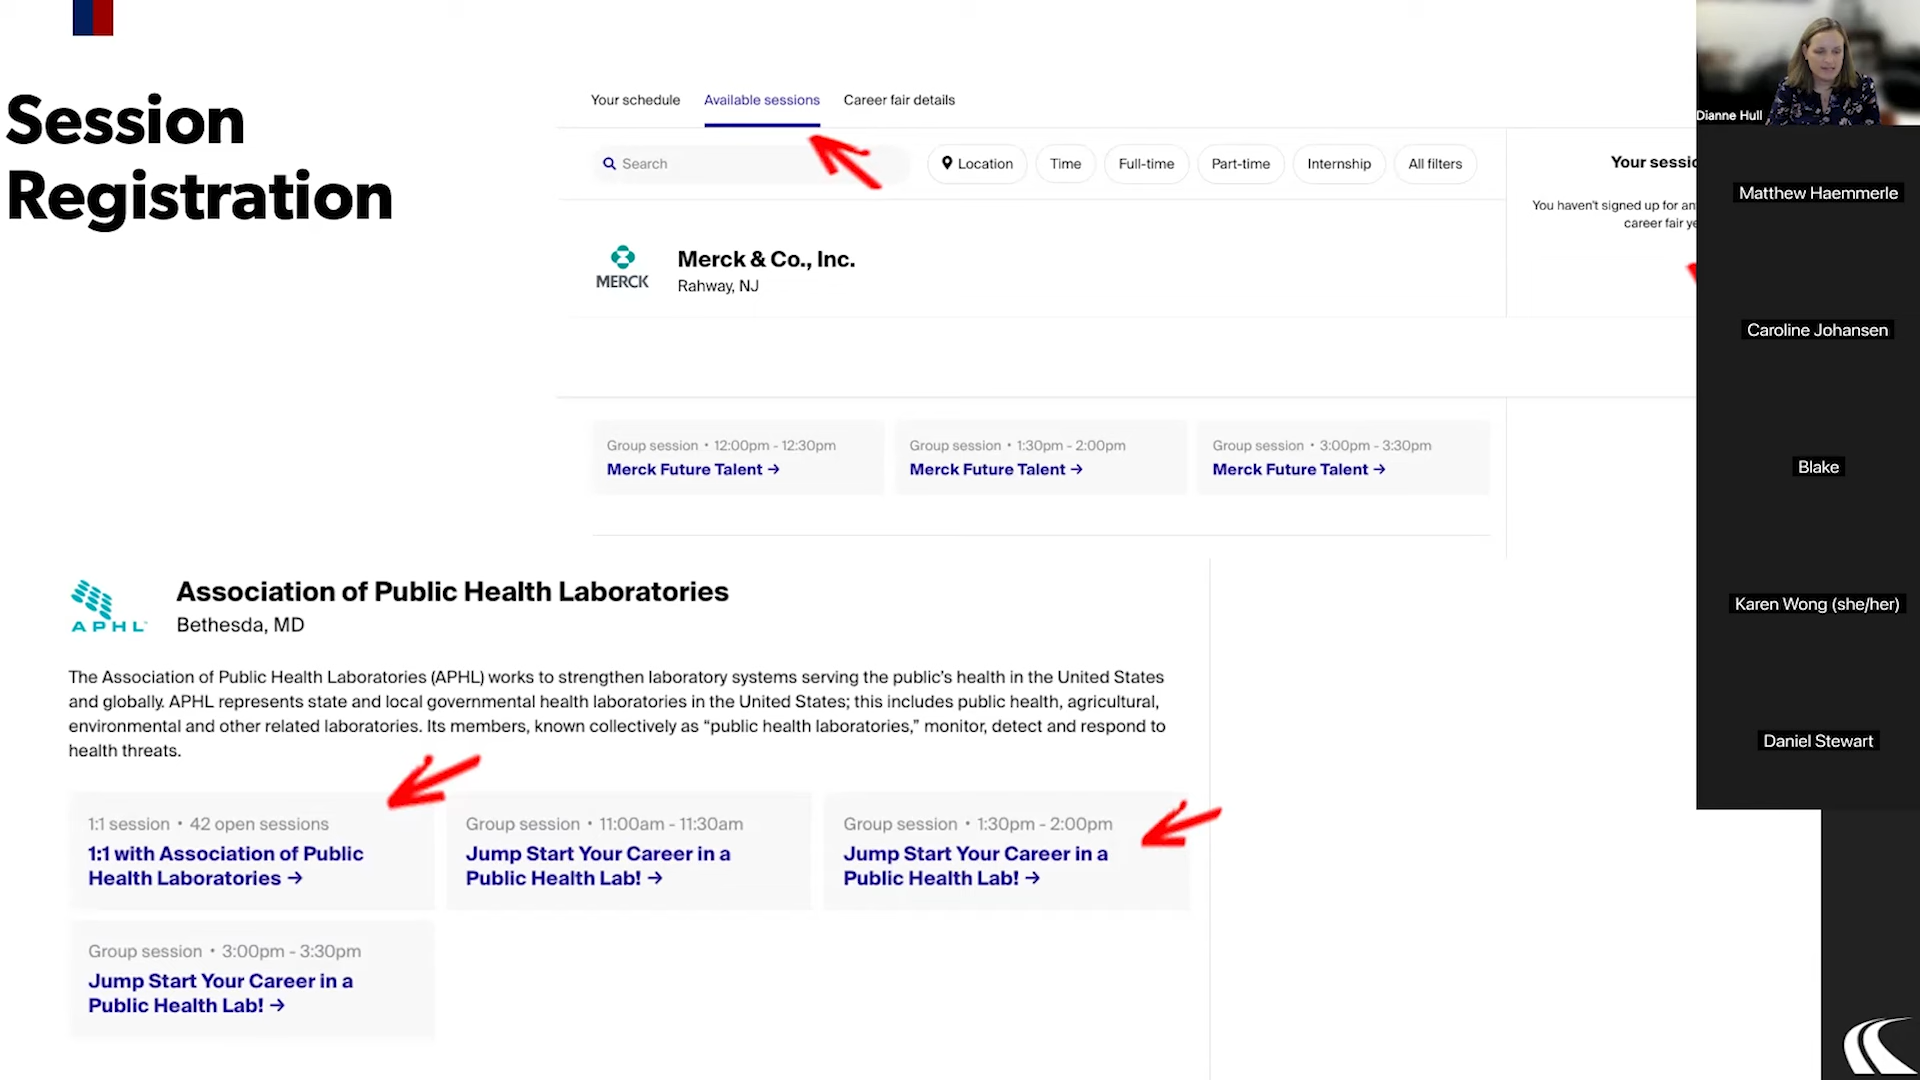 Session
Registration
Your schedule
Available sessions
Career fair details
Search
Location
Time
Full-time
Part-time
Internship
All filters
MERCK
Merck & Co., Inc.
Rahway, NJ
You haven't signed up for
career fair
Group session • 12:00pm - 12:30pm
Merck Future Talent →
Group session • 1:30pm - 2:00pm
Merck Future Talent →
Group session • 3:00pm - 3:30pm
Merck Future Talent →
APHL
Association of Public Health Laboratories
Bethesda, MD
The Association of Public Health Laboratories (APHL) works to strengthen laboratory systems serving the public’s health in the United States
and globally. APHL represents state and local governmental health laboratories in the United States; this includes public health, agricultural,
environmental and other related laboratories. Its members, known collectively as “public health laboratories,” monitor, detect and respond to
health threats.
1:1 session • 42 open sessions
1:1 with Association of Public
Health Laboratories →
Group session • 11:00am - 11:30am
Jump Start Your Career in a
Public Health Lab! →
Group session • 1:30pm - 2:00pm
Jump Start Your Career in a
Public Health Lab! →
Group session • 3:00pm - 3:30pm
Jump Start Your Career in a
Public Health Lab! →
Dianne Hull
Matthew Haemmerle
Caroline Johansen
Blake
Karen Wong (she/her)
Daniel Stewart